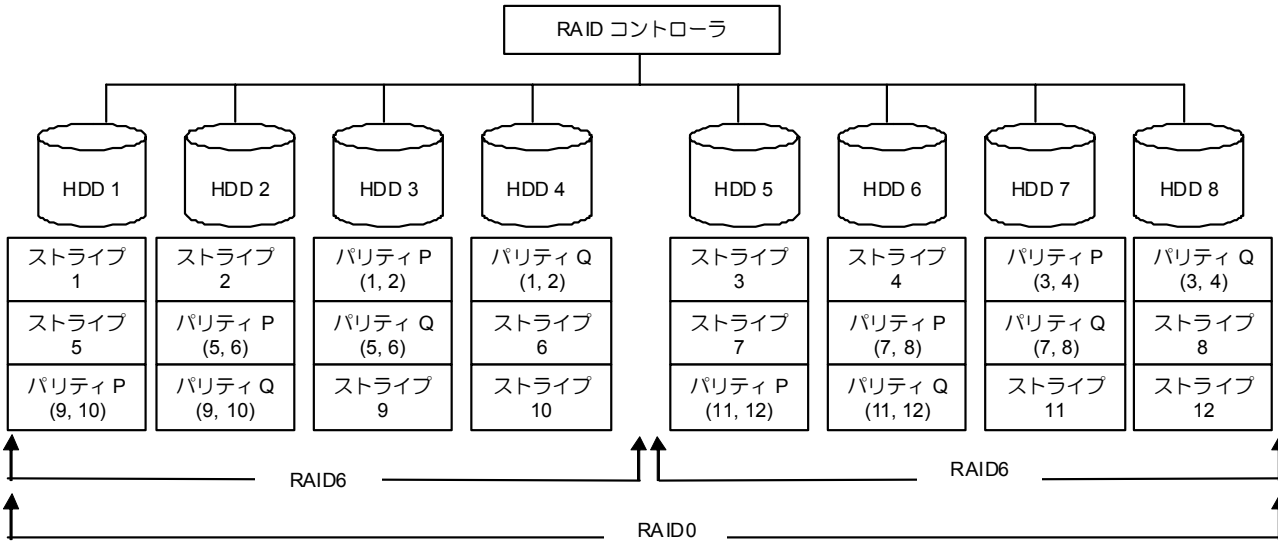 RAID コントローラ
HDD 1
HDD 2
HDD 3
HDD 4
HDD 5
HDD 6
HDD 7
HDD 8
ストライプ
1
ストライプ
2
パリティ P
(1, 2)
パリティ Q
(1, 2)
ストライプ
3
ストライプ
4
パリティ P
(3, 4)
パリティ Q
(3, 4)
ストライプ
5
パリティ P
(5, 6)
パリティ Q
(5, 6)
ストライプ
6
ストライプ
7
パリティ P
(7, 8)
パリティ Q
(7, 8)
ストライプ
8
パリティ P
(9, 10)
パリティ Q
(9, 10)
ストライプ
9
ストライプ
10
パリティ P
(11, 12)
パリティ Q
(11, 12)
ストライプ
11
ストライプ
12
RAID6
RAID6
RAID0